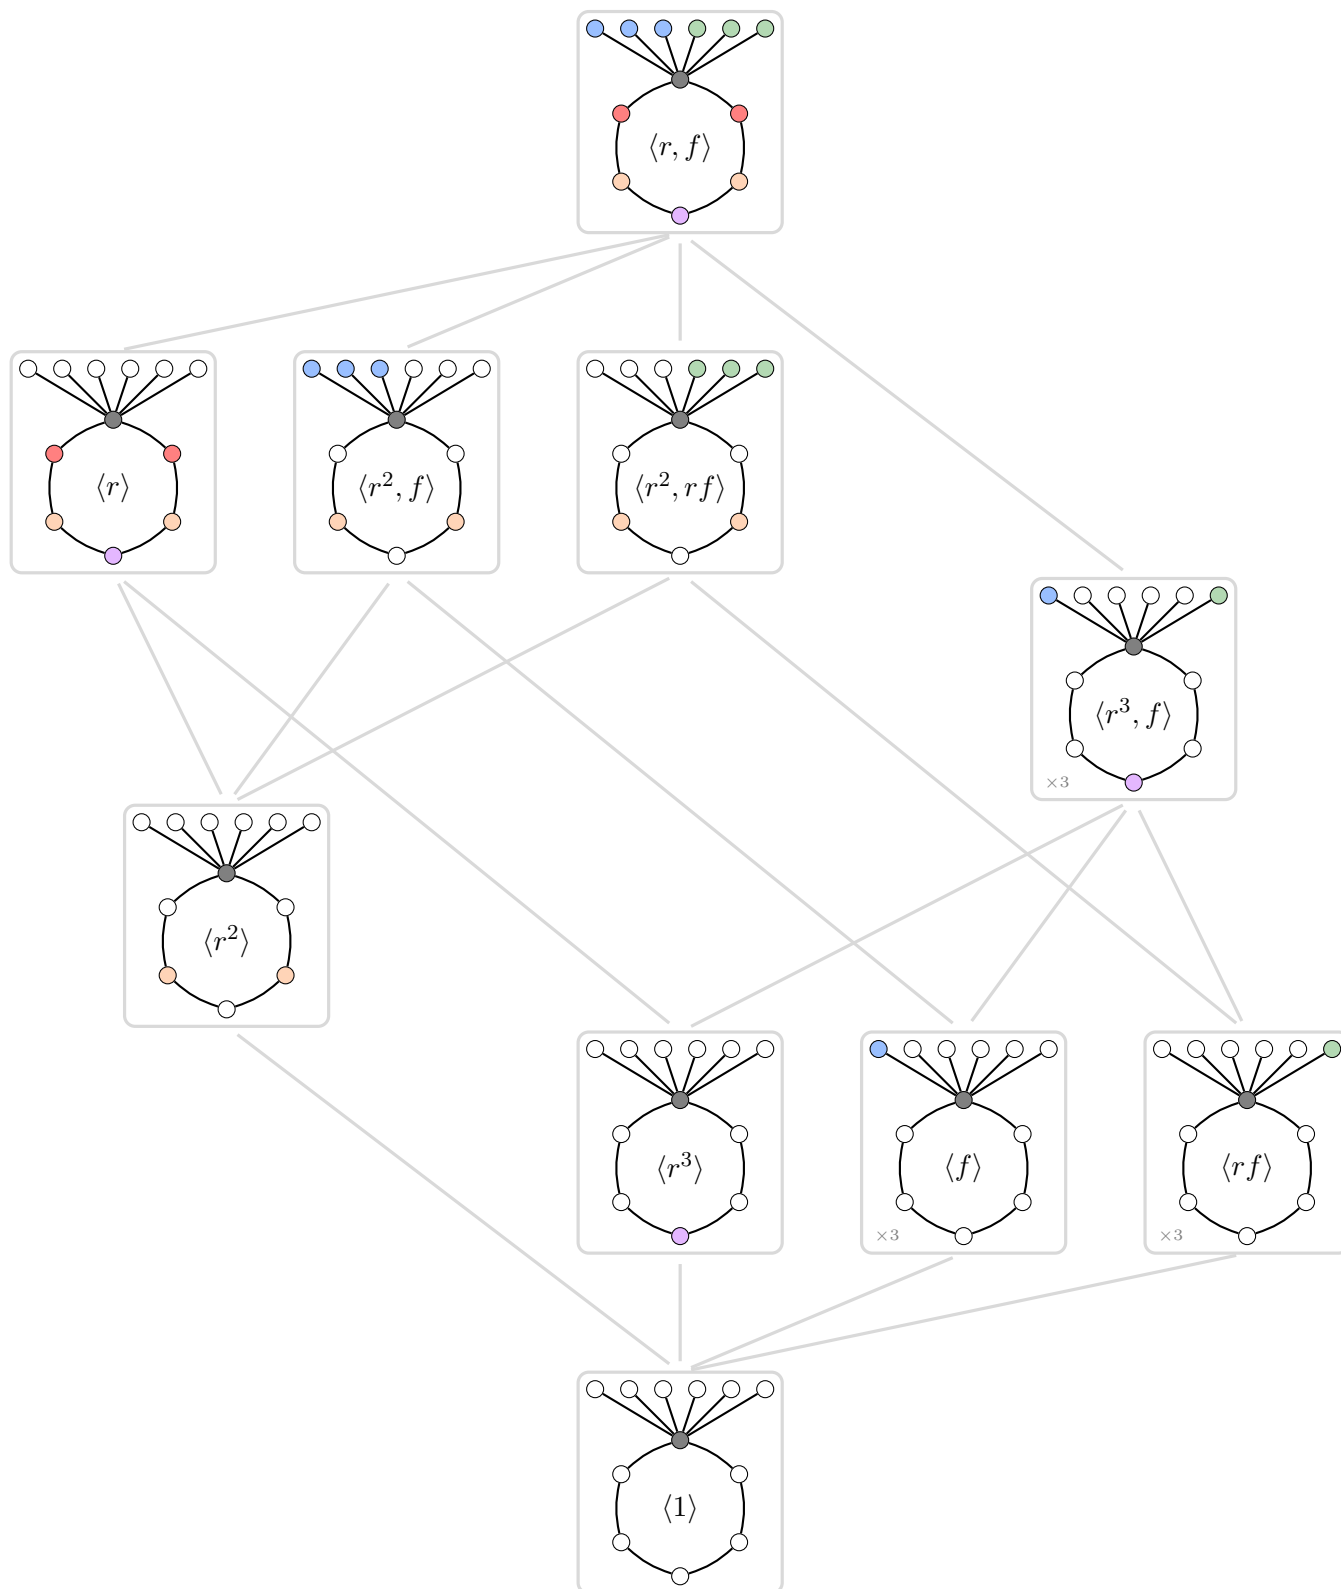 ⟨r, f⟩
⟨r⟩
⟨r², f⟩
⟨r², rf⟩
⟨r³, f⟩
×3
⟨r²⟩
⟨r³⟩
⟨f⟩
×3
⟨rf⟩
×3
⟨1⟩